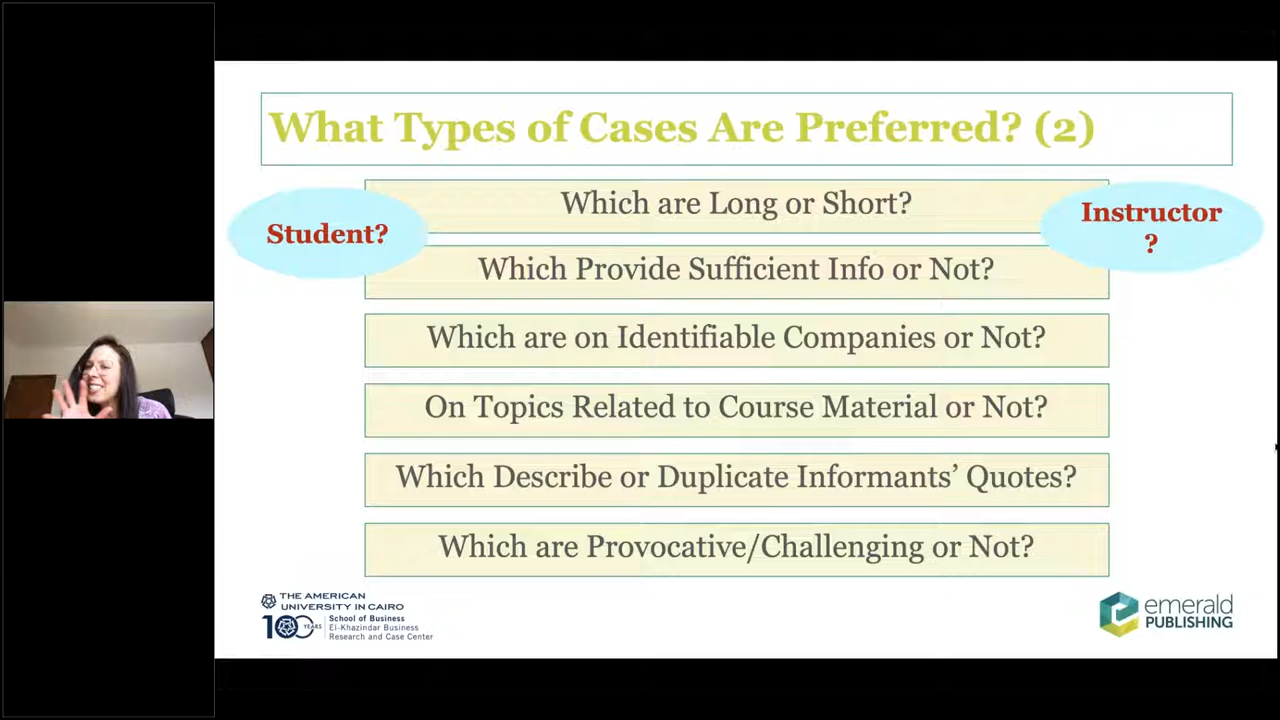 What Types of Cases Are Preferred? (2)
Student?
Instructor
?
Which are Long or Short?
Which Provide Sufficient Info or Not?
Which are on Identifiable Companies or Not?
On Topics Related to Course Material or Not?
Which Describe or Duplicate Informants’ Quotes?
Which are Provocative/Challenging or Not?
THE AMERICAN
UNIVERSITY IN CAIRO
100 YEARS
School of Business
El-Khazindar Business
Research and Case Center
emerald
PUBLISHING